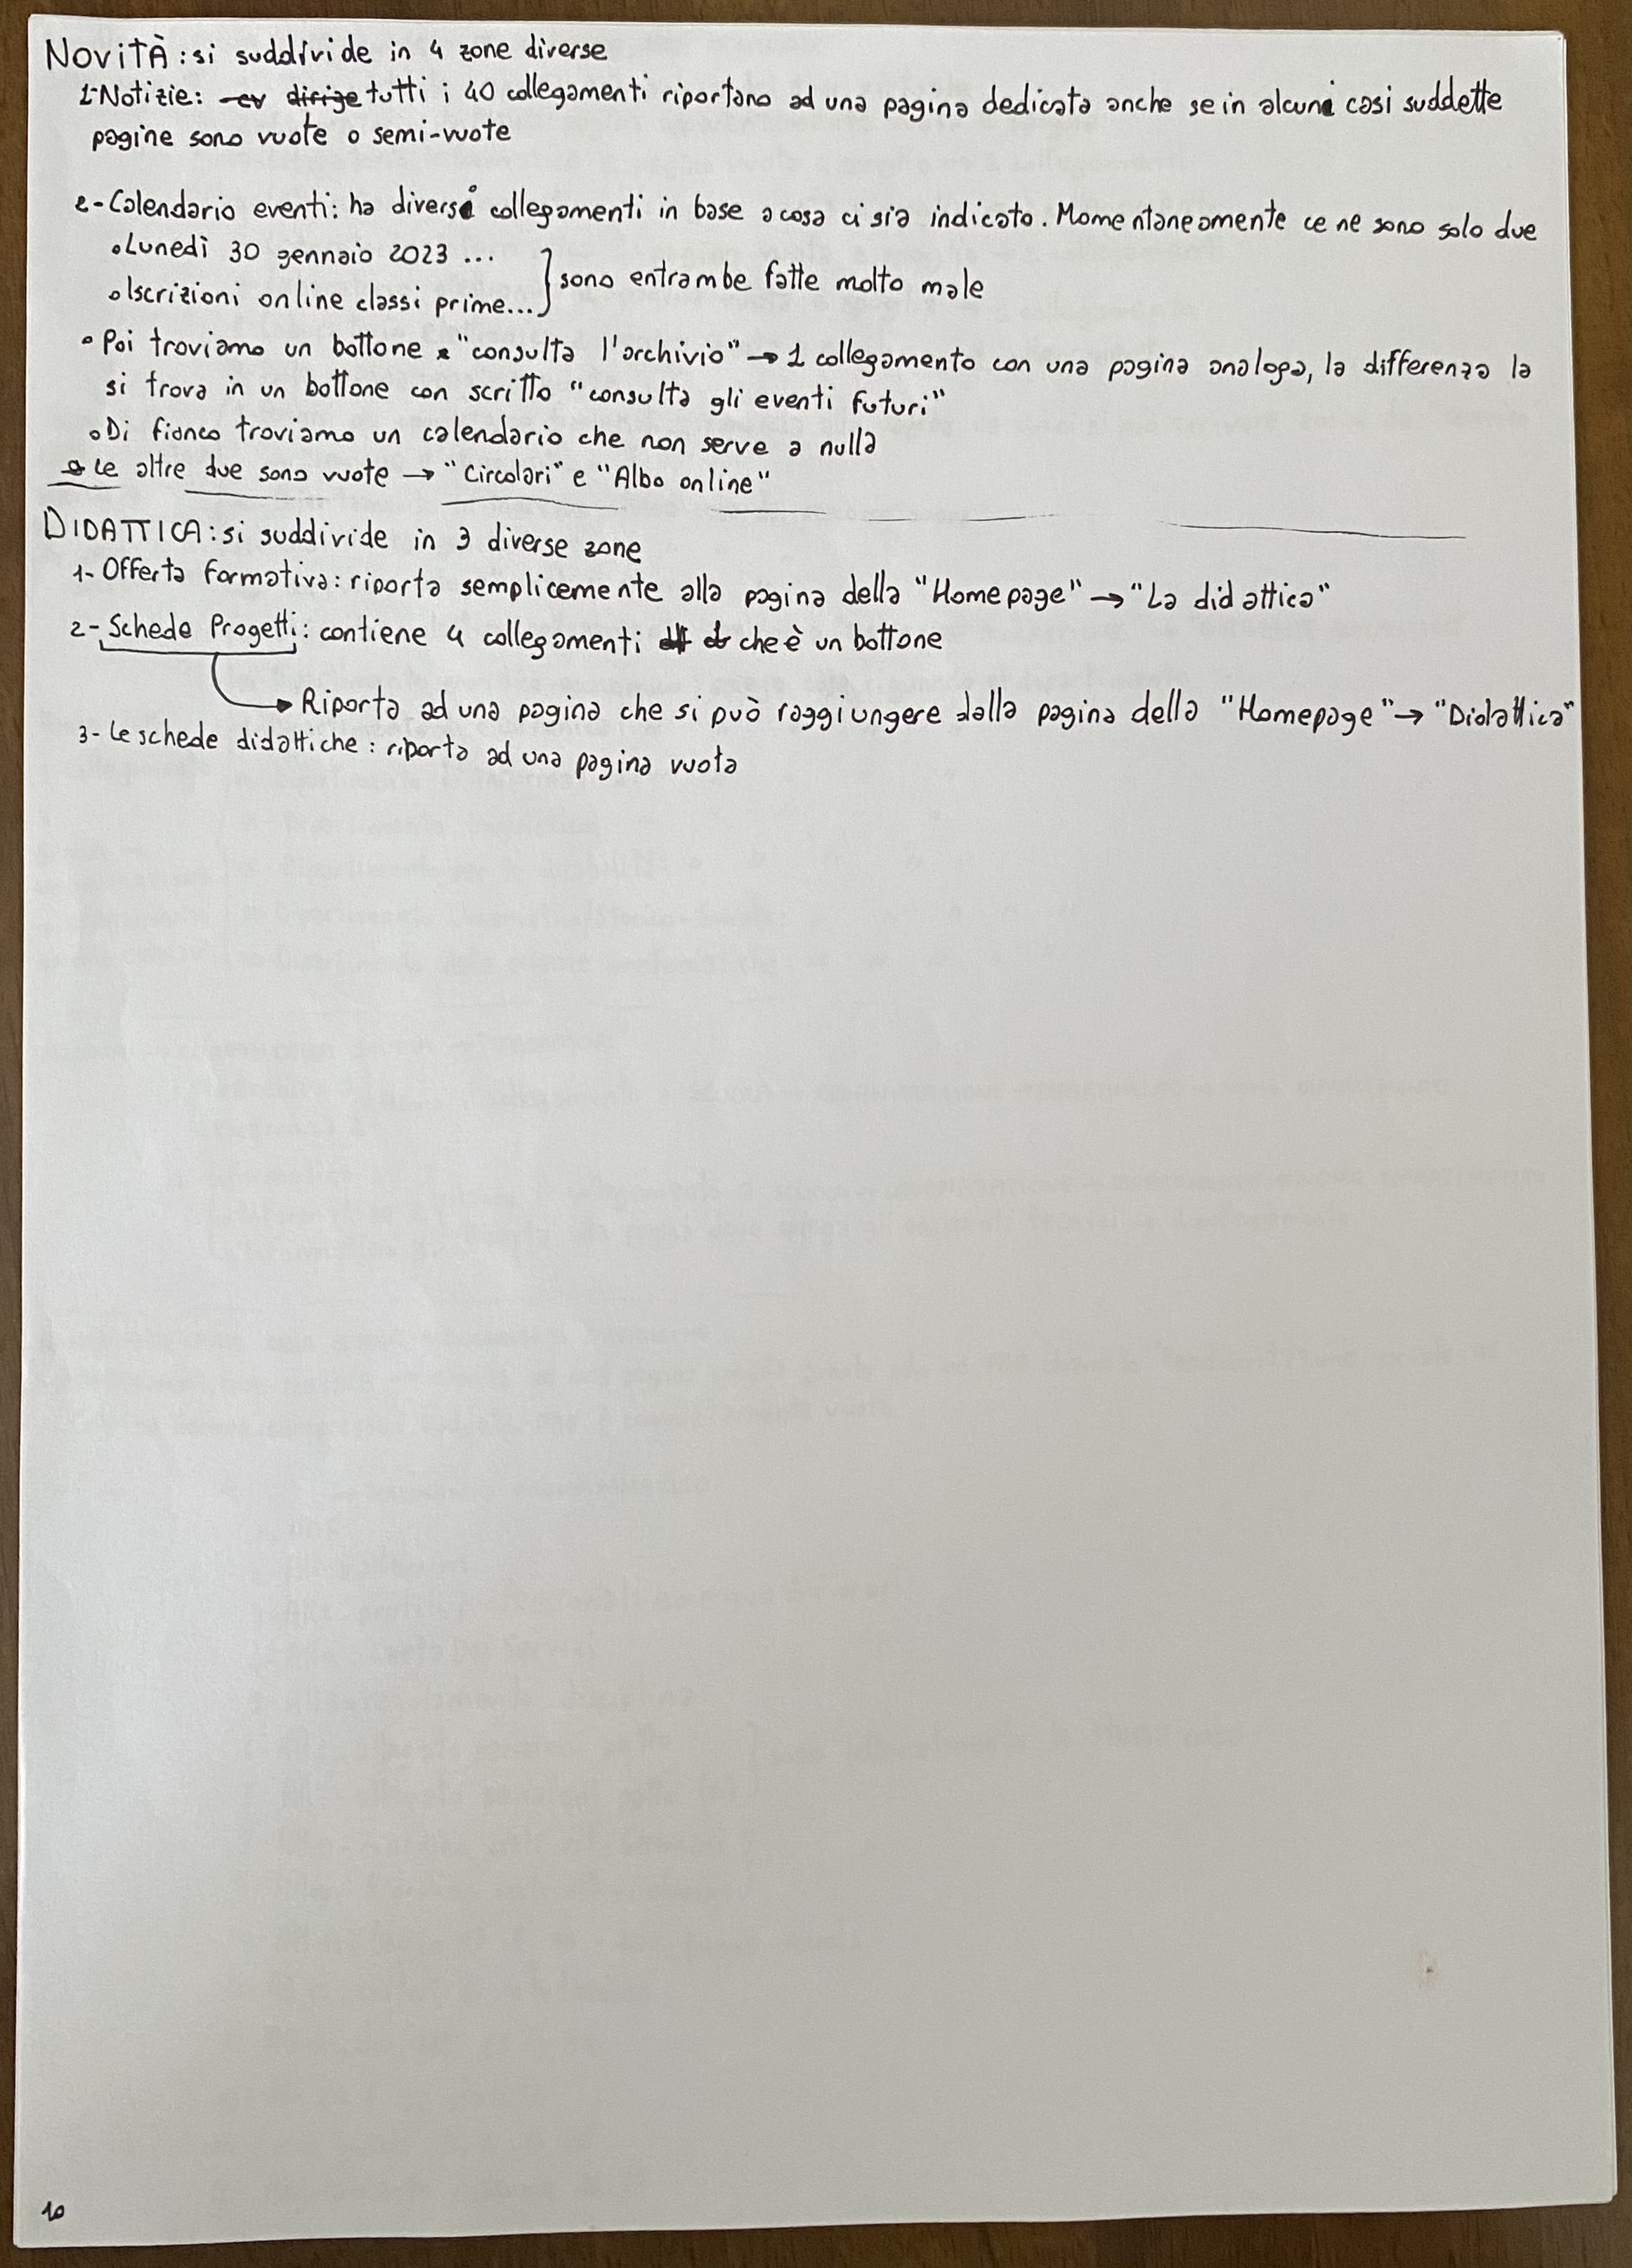 NOVITÀ: si suddivide in 4 zone diverse
1-Notizie: tutti i 40 collegamenti riportano ad una pagina dedicata anche se in alcuni casi suddette
pagine sono vuote o semi-vuote
2-Calendario eventi: ha diversi collegamenti in base a cosa ci sia indicato. Momentaneamente ce ne sono solo due
•Lunedì 30 gennaio 2023 ...
•Iscrizioni online classi prime...
} sono entrambe fatte molto male
• Poi troviamo un bottone "consulta l'archivio" → 1 collegamento con una pagina analoga, la differenza la
si trova in un bottone con scritto "consulta gli eventi futuri"
•Di fianco troviamo un calendario che non serve a nulla
Le altre due sono vuote → "Circolari" e "Albo online"
DIDATTICA: si suddivide in 3 diverse zone
1- Offerta formativa: riporta semplicemente alla pagina della "Homepage" → "La didattica"
2- Schede Progetti: contiene 4 collegamenti che è un bottone
→ Riporta ad una pagina che si può raggiungere dalla pagina della "Homepage" → "Didattica"
3- Le schede didattiche: riporta ad una pagina vuota
10